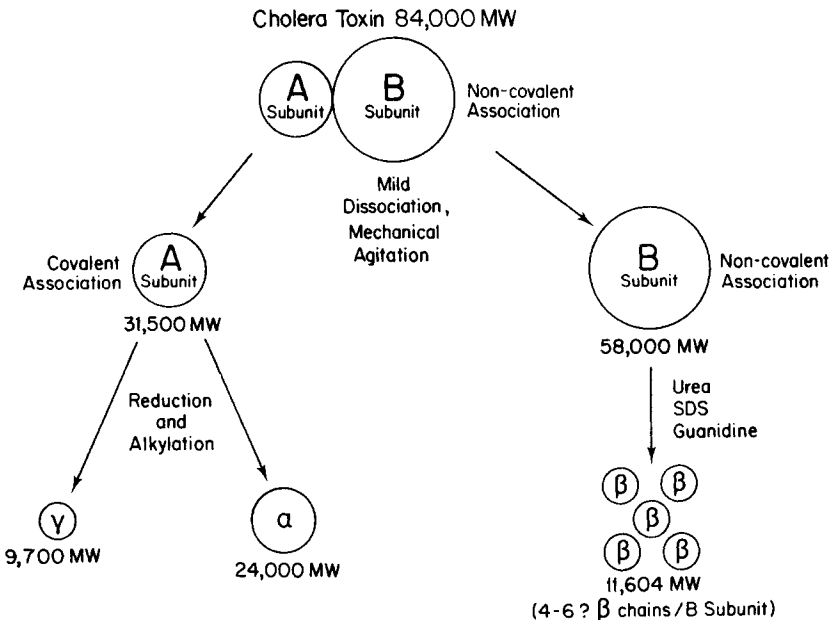 Cholera Toxin 84,000 MW
A
Subunit
B
Subunit
Non-covalent
Association
Mild
Dissociation,
Mechanical
Agitation
Covalent
Association
A
Subunit
31,500 MW
B
Subunit
Non-covalent
Association
58,000 MW
Reduction
and
Alkylation
Urea
SDS
Guanidine
γ
9,700 MW
α
24,000 MW
β
β
β
β
β
11,604 MW
(4-6? β chains/B Subunit)